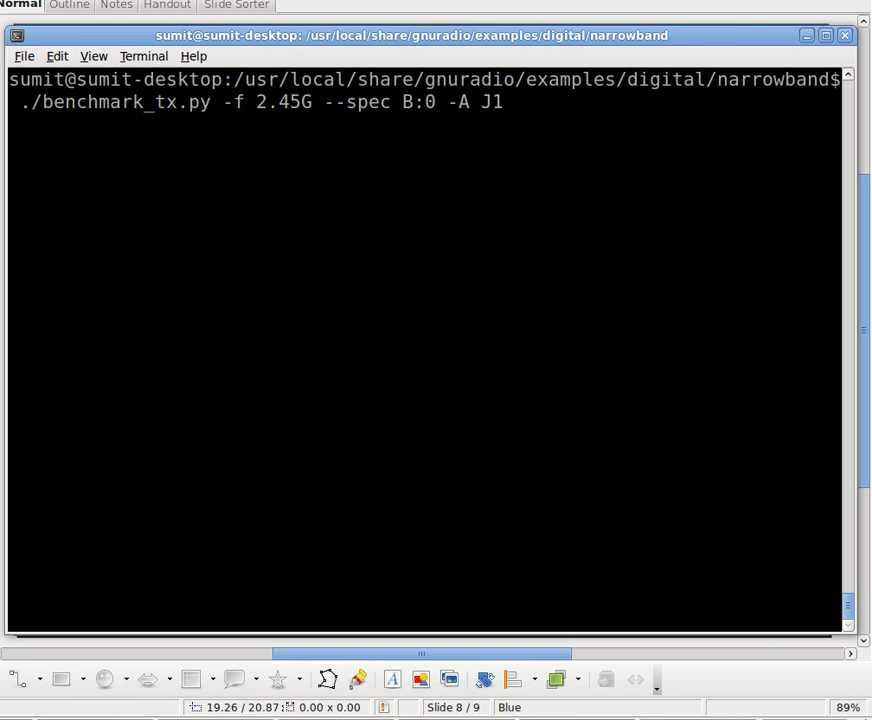 Normal Outline Notes Handout Slide Sorter
sumit@sumit-desktop: /usr/local/share/gnuradio/examples/digital/narrowband
File Edit View Terminal Help
sumit@sumit-desktop:/usr/local/share/gnuradio/examples/digital/narrowband$
./benchmark_tx.py -f 2.45G --spec B:0 -A J1
19.26 / 20.87 0.00 x 0.00 Slide 8 / 9 Blue 89%